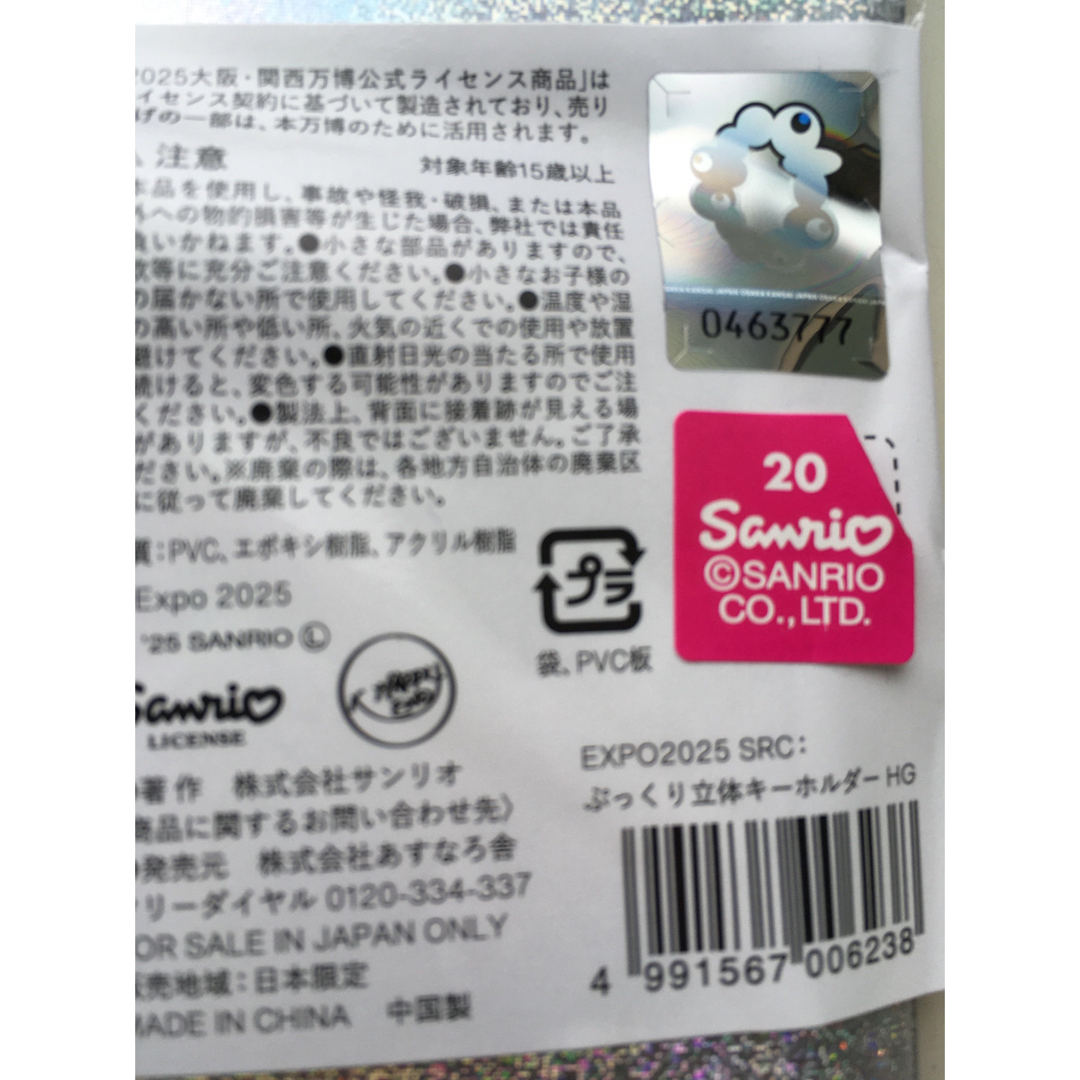 2025大阪・関西万博公式ライセンス商品」は
イセンス契約に基づいて製造されており、売り
げの一部は、本万博のために活用されます。
注意 対象年齢15歳以上
本品を使用し、事故や怪我・破損、または本品
外への物的損害等が生じた場合、弊社では責任
負いかねます。●小さな部品がありますので、
飲等に充分ご注意ください。●小さなお子様の
の届かない所で使用してください。●温度や湿
の高い所や低い所、火気の近くでの使用や放置
避けてください。●直射日光の当たる所で使用
続けると、変色する可能性がありますのでご注
ください。●製法上、背面に接着跡が見える場
がありますが、不良ではございません。ご了承
ださい。※廃棄の際は、各地方自治体の廃棄区
に従って廃棄してください。
質：PVC、エポキシ樹脂、アクリル樹脂
Expo 2025
'25 SANRIO Ⓛ
Sanrio
LICENSE
著作 株式会社サンリオ
商品に関するお問い合わせ先〉
発売元 株式会社あすなろ舎
リーダイヤル 0120-334-337
OR SALE IN JAPAN ONLY
売地域：日本限定
MADE IN CHINA 中国製
プラ
袋、PVC板
0463777
20
Sanrio
©SANRIO
CO.,LTD.
EXPO2025 SRC：
ぷっくり立体キーホルダー HG
4 991567 006238